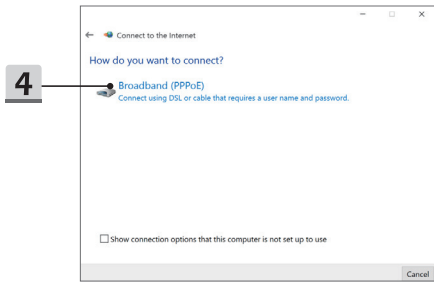 Connect to the Internet
How do you want to connect?
4
Broadband (PPPoE)
Connect using DSL or cable that requires a user name and password.
Show connection options that this computer is not set up to use
Cancel